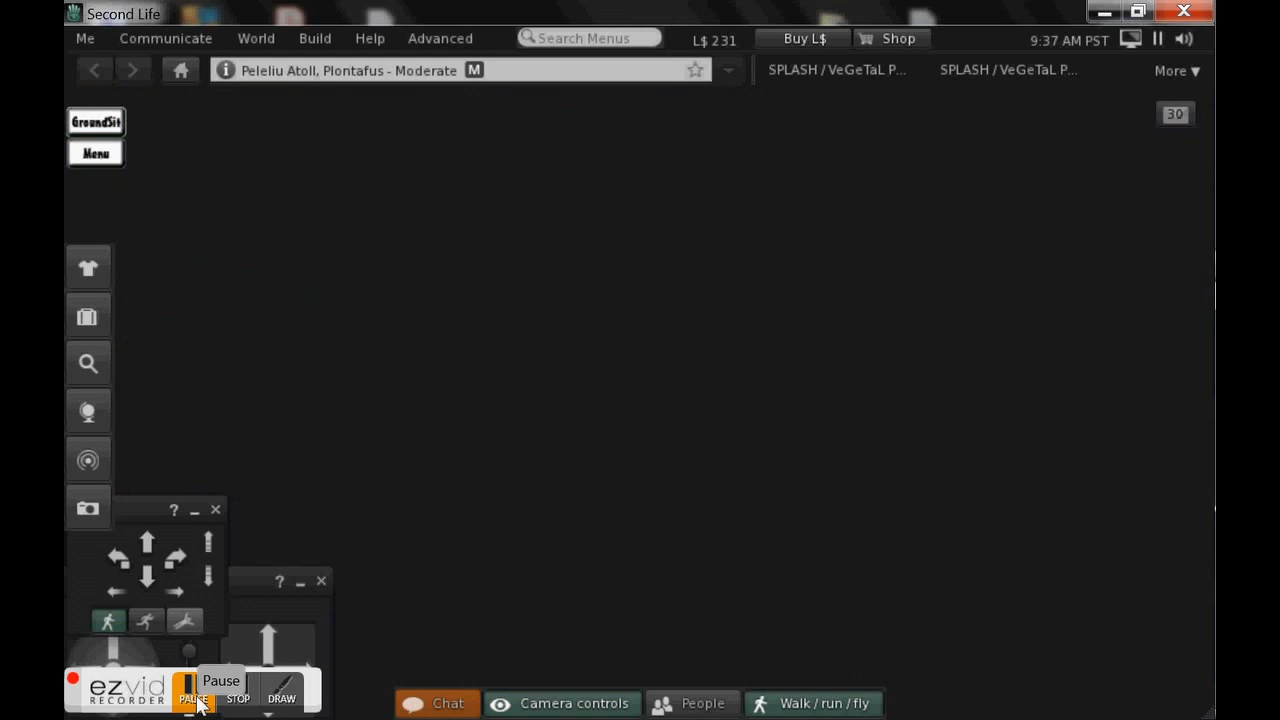 Second Life
Me Communicate World Build Help Advanced Search Menus L$ 231 Buy L$ Shop 9:37 AM PST
Peleliu Atoll, Plontafus - Moderate M SPLASH / VeGeTaL P... SPLASH / VeGeTaL P... More ▼
GroundSit 30
Menu
? _ ×
? _ ×
ezvid
RECORDER
Pause
PAUSE STOP DRAW
Chat Camera controls People Walk / run / fly